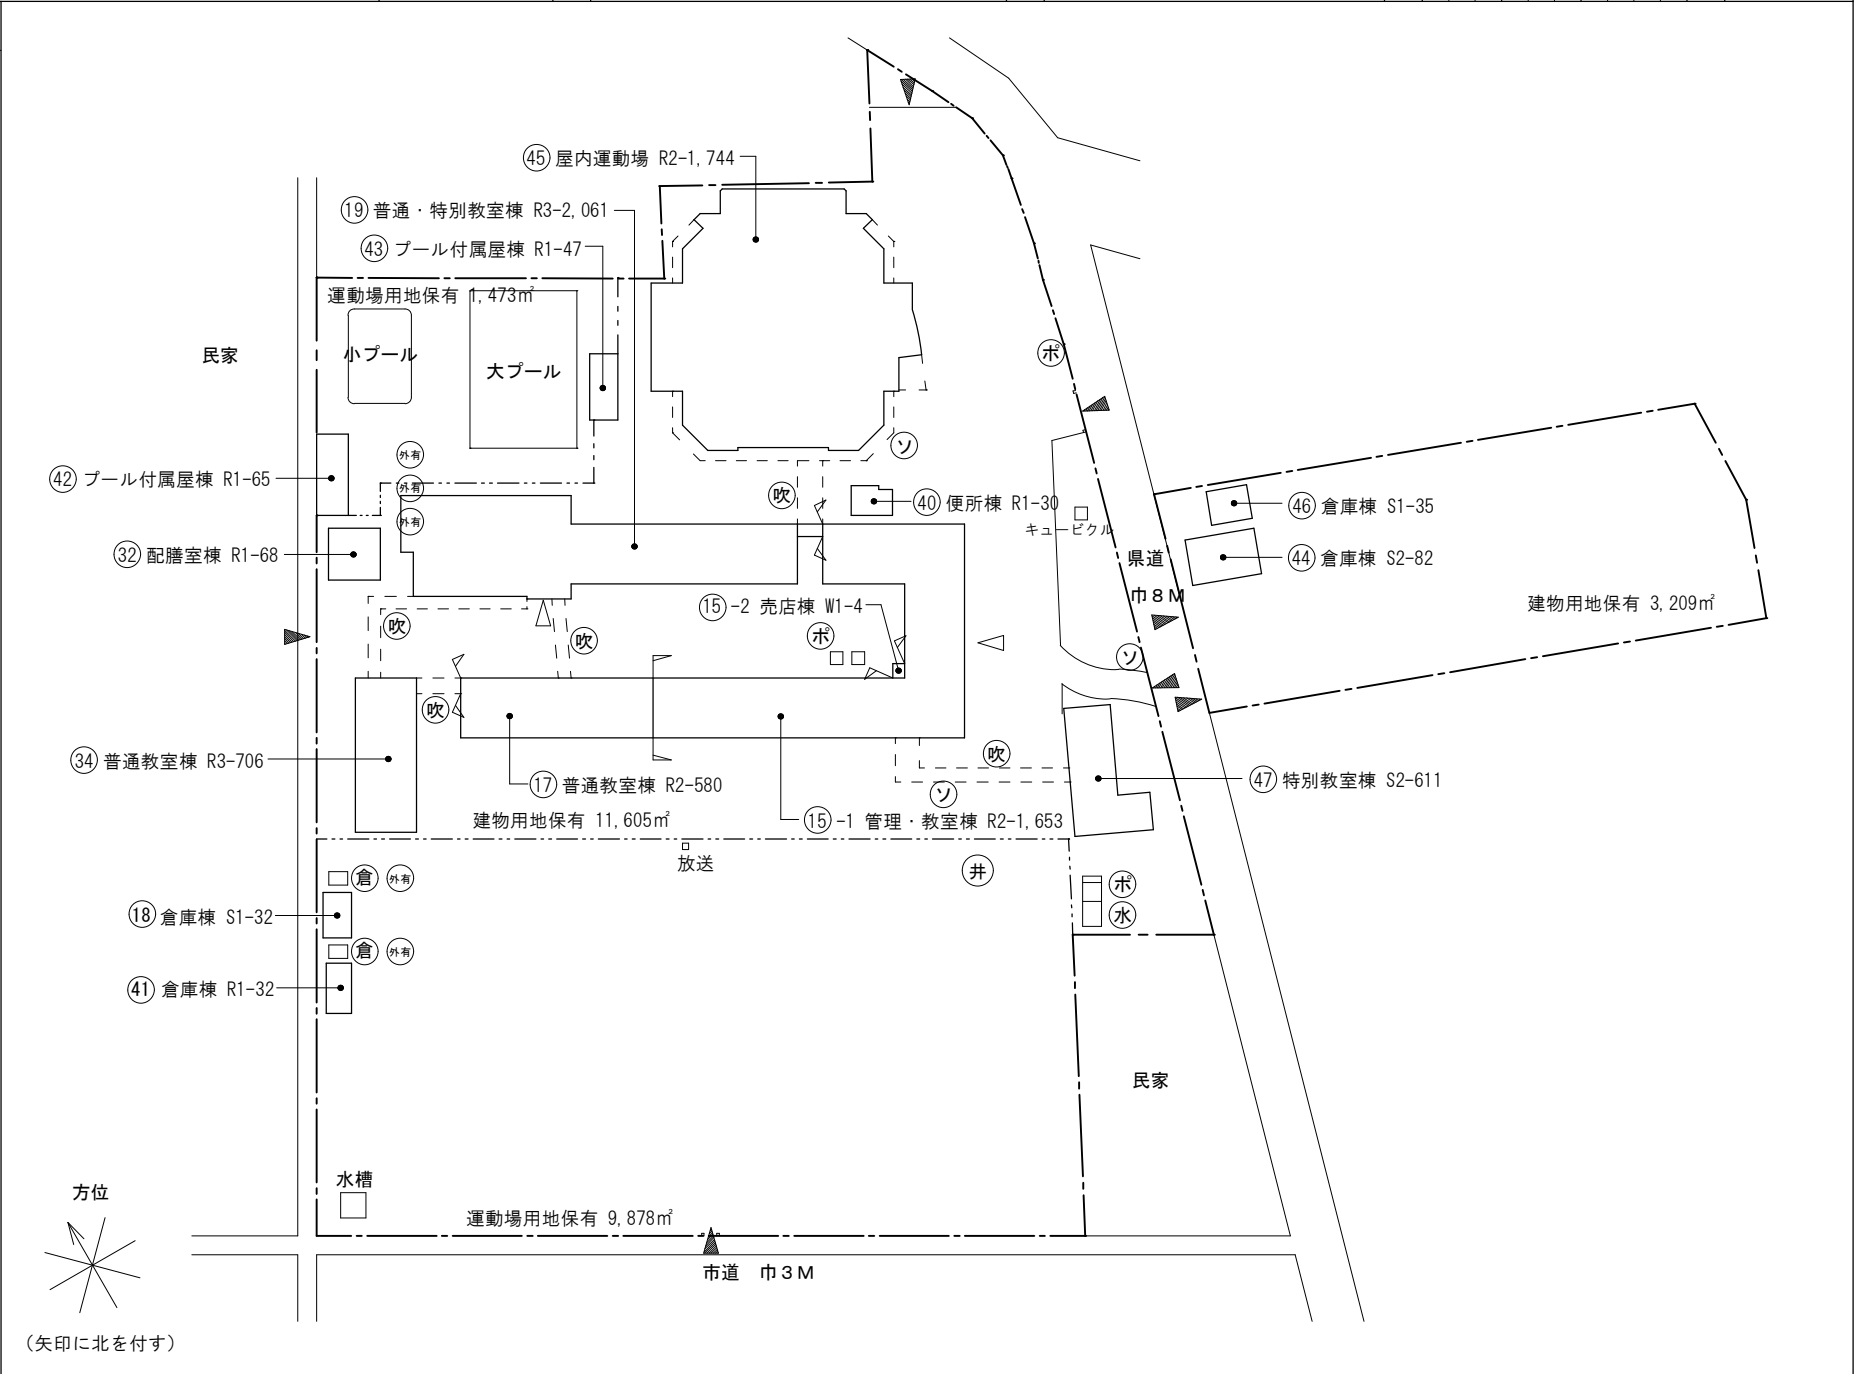 ㊺ 屋内運動場 R2-1,744
⑲ 普通・特別教室棟 R3-2,061
㊸ プール付属屋棟 R1-47
運動場用地保有 1,473㎡
民家
小プール
大プール
ポ
ソ
外有
㊷ プール付属屋棟 R1-65
外有
吹
㊵ 便所棟 R1-30
㊻ 倉庫棟 S1-35
外有
キュービクル
㉜ 配膳室棟 R1-68
県道
巾8M
㊹ 倉庫棟 S2-82
⑮-2 売店棟 W1-4
建物用地保有 3,209㎡
吹
吹
ポ
ソ
吹
吹
㉞ 普通教室棟 R3-706
⑰ 普通教室棟 R2-580
ソ
㊼ 特別教室棟 S2-611
建物用地保有 11,605㎡
⑮-1 管理・教室棟 R2-1,653
放送
井
倉 外有
ポ
⑱ 倉庫棟 S1-32
水
倉 外有
㊶ 倉庫棟 R1-32
民家
水槽
方位
運動場用地保有 9,878㎡
市道 巾3M
(矢印に北を付す)